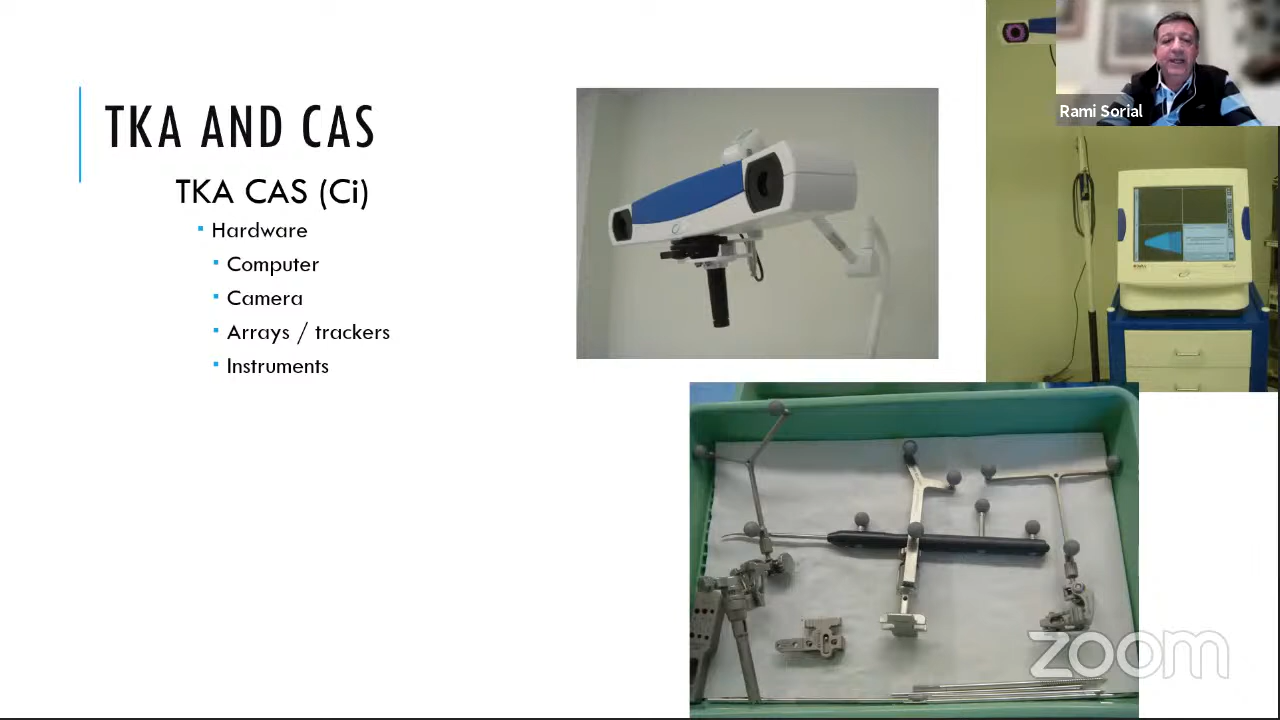 TKA AND CAS
TKA CAS (Ci)
Hardware
Computer
Camera
Arrays / trackers
Instruments
Rami Sorial
zoom